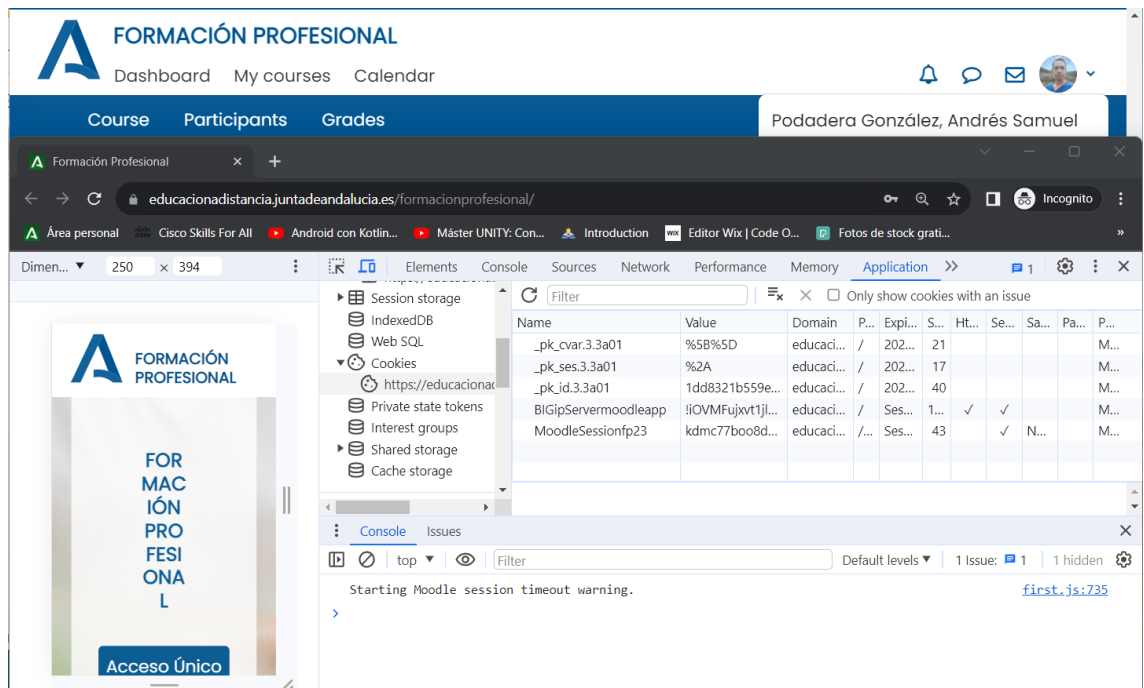 FORMACIÓN PROFESIONAL
Dashboard My courses Calendar
Course Participants Grades
Podadera González, Andrés Samuel
Formación Profesional
educacionadistancia.juntadeandalucia.es/formacionprofesional/
Incognito
Área personal Cisco Skills For All Android con Kotlin... Máster UNITY: Con... Introduction WIX Editor Wix | Code O... Fotos de stock grati... »
Dimen... ▼ 250 × 394
Elements Console Sources Network Performance Memory Application >> 1
Session storage
IndexedDB
Web SQL
Cookies
https://educacionad
Private state tokens
Interest groups
Shared storage
Cache storage
Filter
Only show cookies with an issue
Name Value Domain P... Expi... S... Ht... Se... Sa... Pa... P...
_pk_cvar.3.3a01 %5B%5D educaci... / 202... 21 M...
_pk_ses.3.3a01 %2A educaci... / 202... 17 M...
_pk_id.3.3a01 1dd8321b559e... educaci... / 202... 40 M...
BIGipServermoodleapp !iOVMFujxvt1jl... educaci... / Ses... 1... ✓ ✓ M...
MoodleSessionfp23 kdmc77boo8d... educaci... /... Ses... 43 ✓ N... M...
FORMACIÓN
PROFESIONAL
FOR
MAC
IÓN
PRO
FESI
ONA
L
Acceso Único
Console Issues
top ▼ Filter Default levels ▼ 1 Issue: 1 1 hidden
Starting Moodle session timeout warning. first.js:735
>